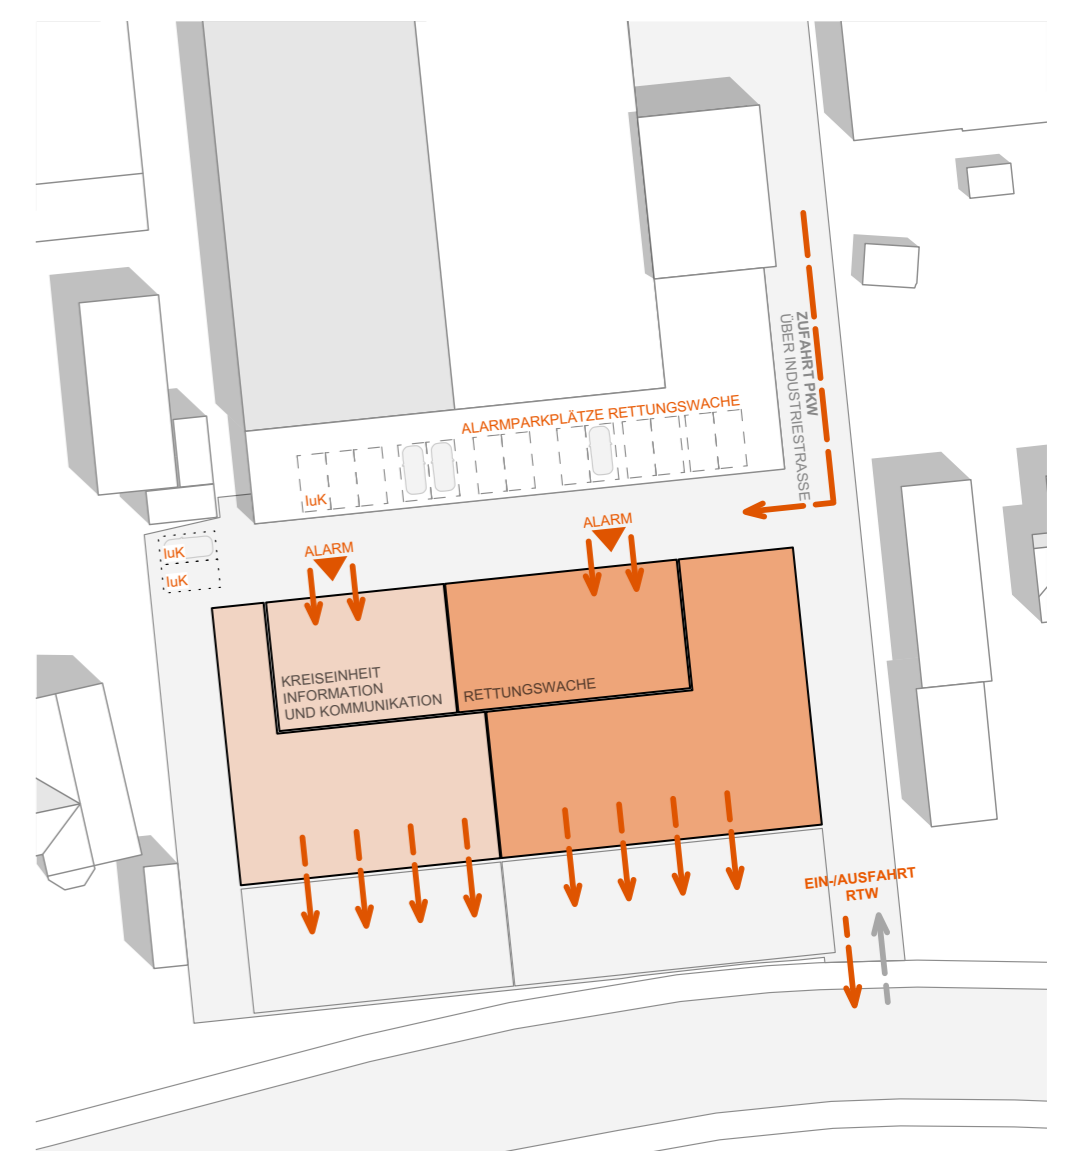 ZUFAHRT PKW
ÜBER INDUSTRIESTRASSE
ALARMPARKPLÄTZE RETTUNGSWACHE
IuK
ALARM
ALARM
IuK
IuK
KREISEINHEIT
INFORMATION
UND KOMMUNIKATION
RETTUNGSWACHE
EIN-/AUSFAHRT
RTW